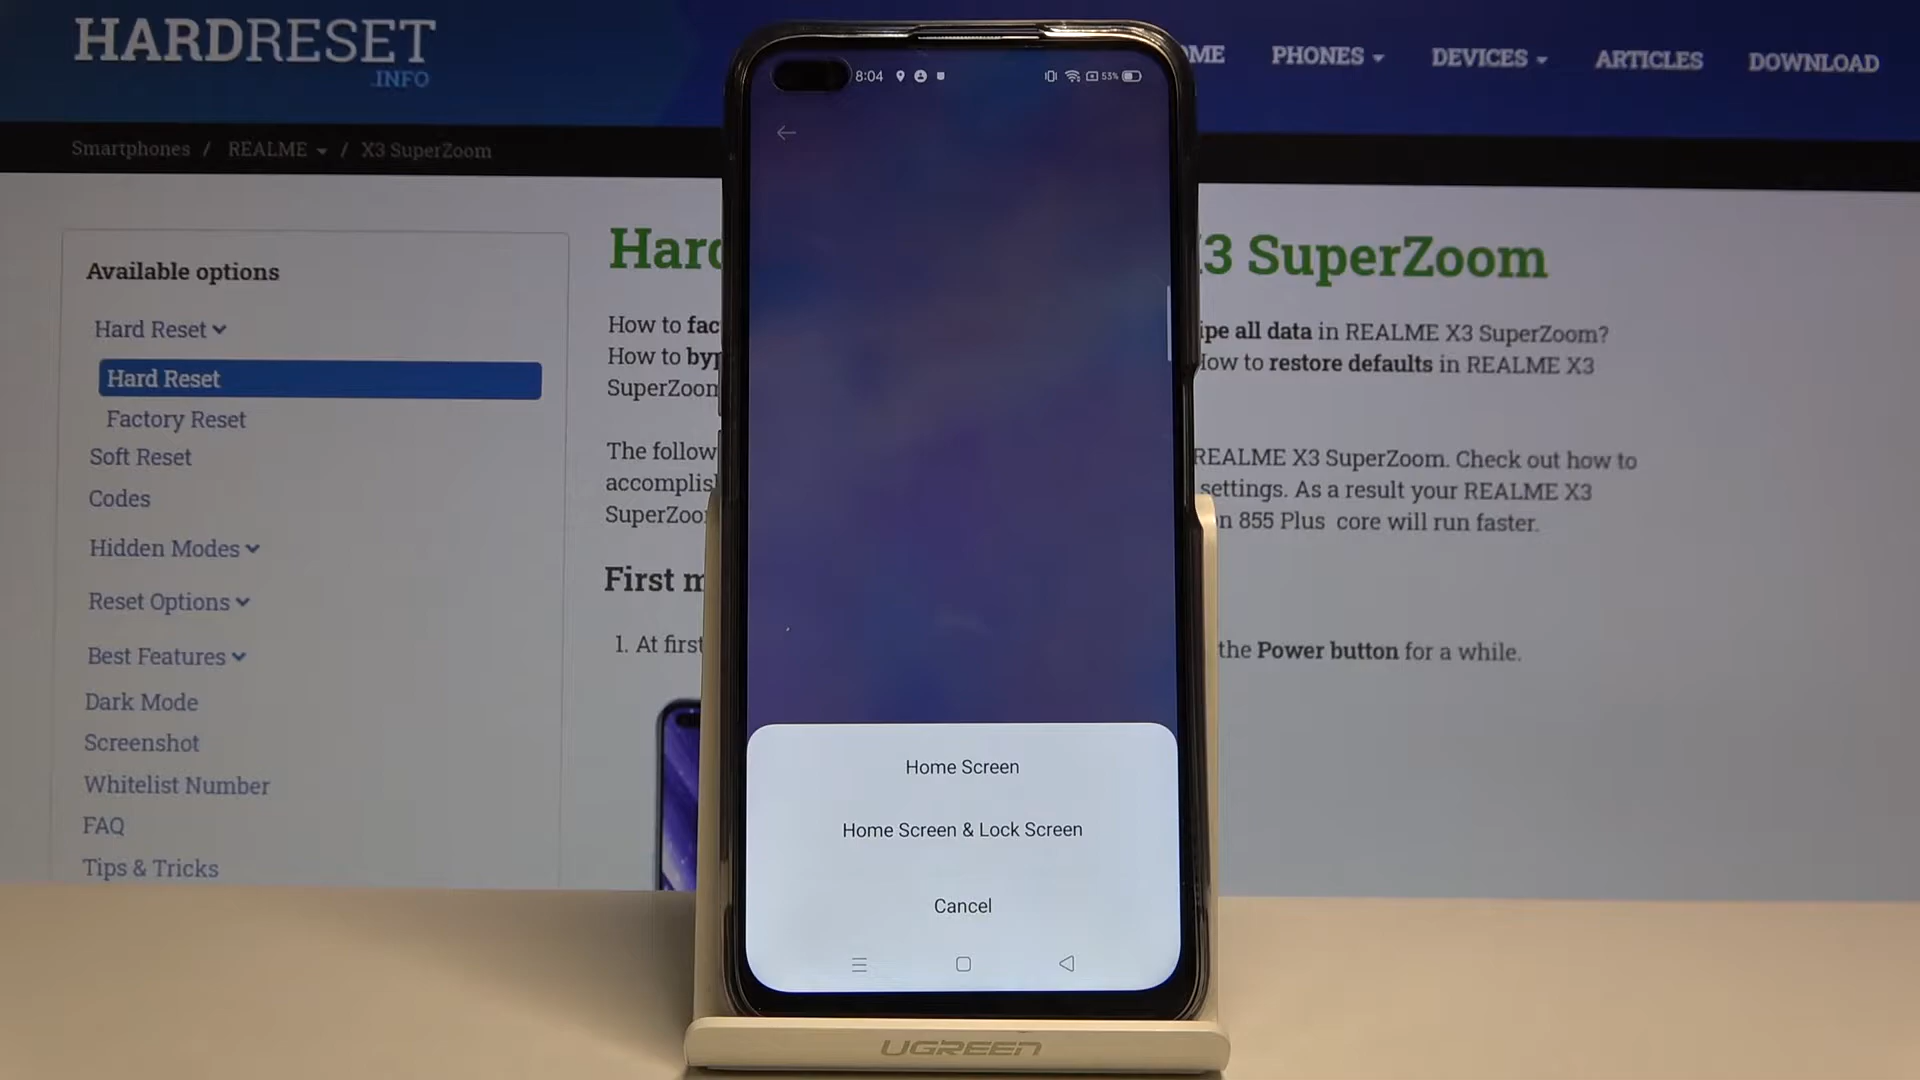 HARDRESET
.INFO
OME
PHONES
DEVICES
ARTICLES
DOWNLOAD
Smartphones / REALME / X3 SuperZoom
8:04
53%
Available options
Hard Reset
Hard Reset
Factory Reset
Soft Reset
Codes
Hidden Modes
Reset Options
Best Features
Dark Mode
Screenshot
Whitelist Number
FAQ
Tips & Tricks
Hard X3 SuperZoom
How to fac ipe all data in REALME X3 SuperZoom?
How to byp How to restore defaults in REALME X3
SuperZoom
The follow REALME X3 SuperZoom. Check out how to
accomplis settings. As a result your REALME X3
SuperZoom n 855 Plus core will run faster.
First m
1. At first the Power button for a while.
Home Screen
Home Screen & Lock Screen
Cancel
UGREEN